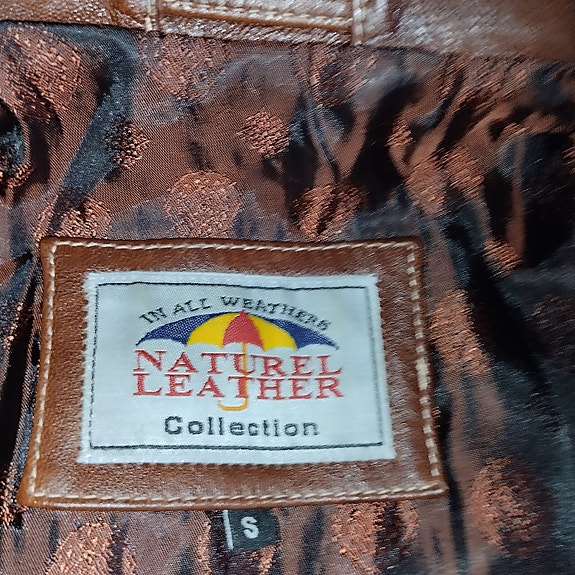 IN ALL WEATHERS
NATUREL
LEATHER
Collection
S